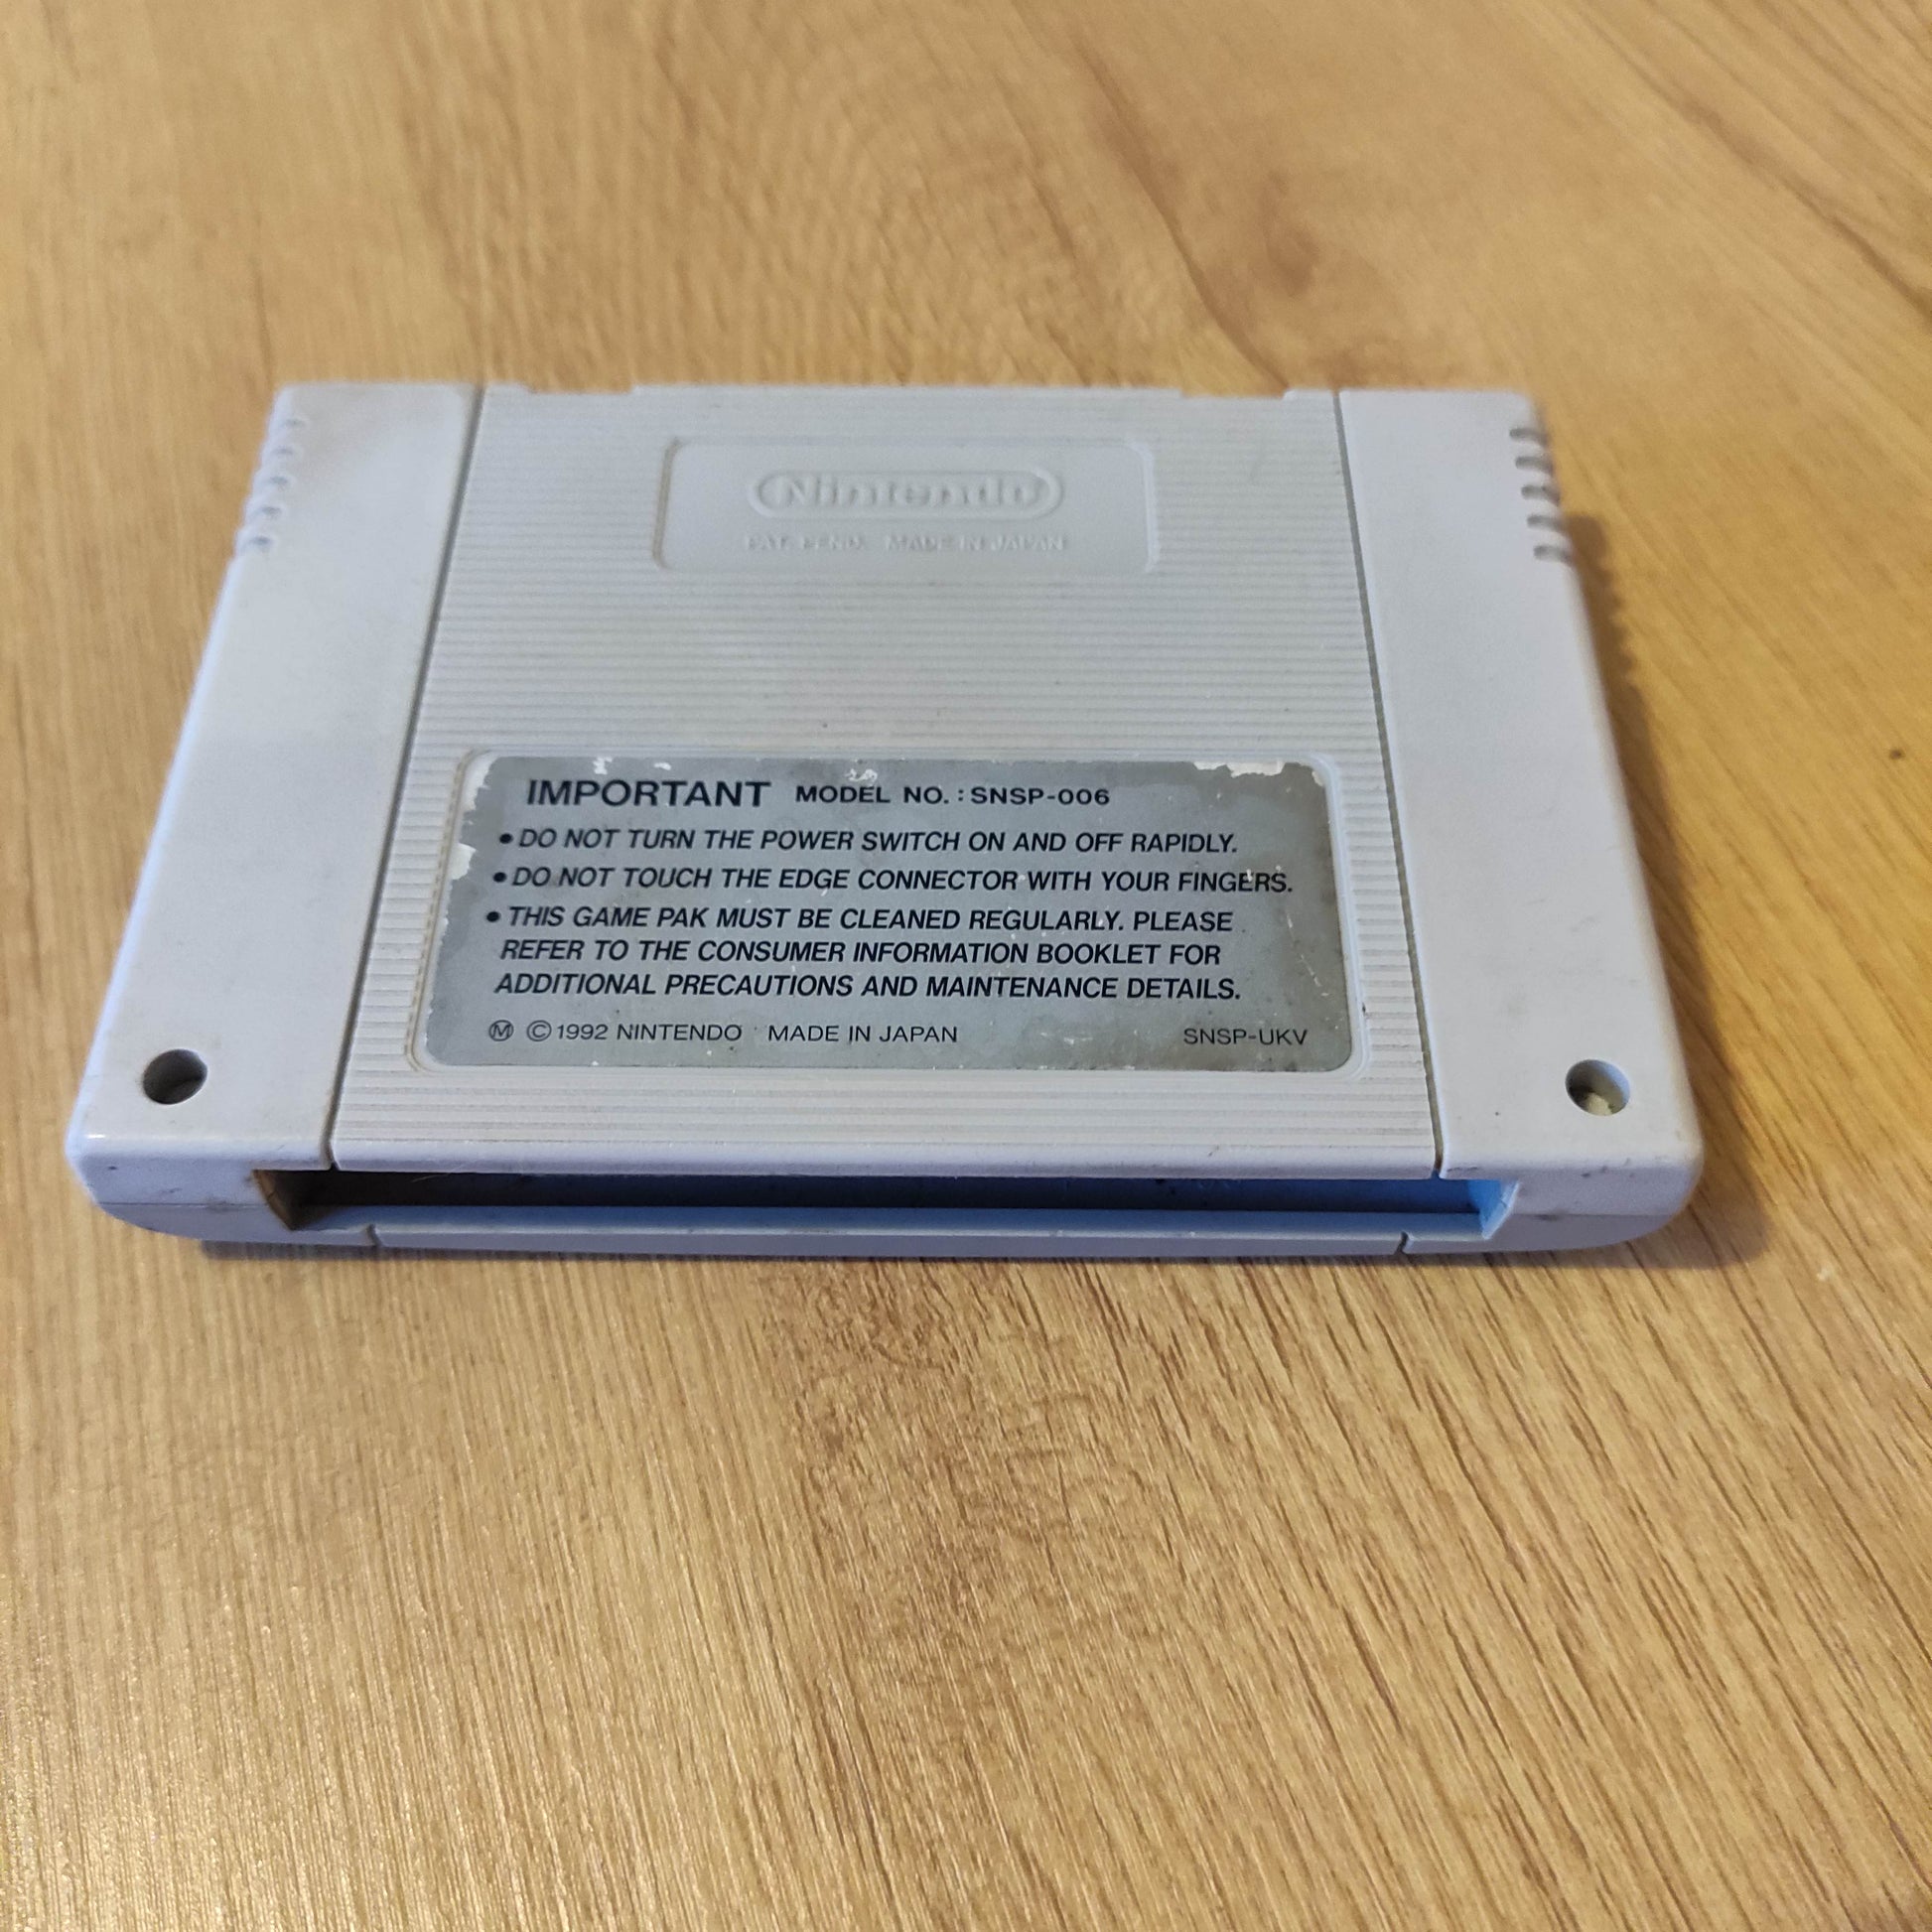 Nintendo
PAT. PEND. MADE IN JAPAN
IMPORTANT MODEL NO. : SNSP-006
• DO NOT TURN THE POWER SWITCH ON AND OFF RAPIDLY.
• DO NOT TOUCH THE EDGE CONNECTOR WITH YOUR FINGERS.
• THIS GAME PAK MUST BE CLEANED REGULARLY. PLEASE
REFER TO THE CONSUMER INFORMATION BOOKLET FOR
ADDITIONAL PRECAUTIONS AND MAINTENANCE DETAILS.
Ⓜ © 1992 NINTENDO MADE IN JAPAN SNSP-UKV